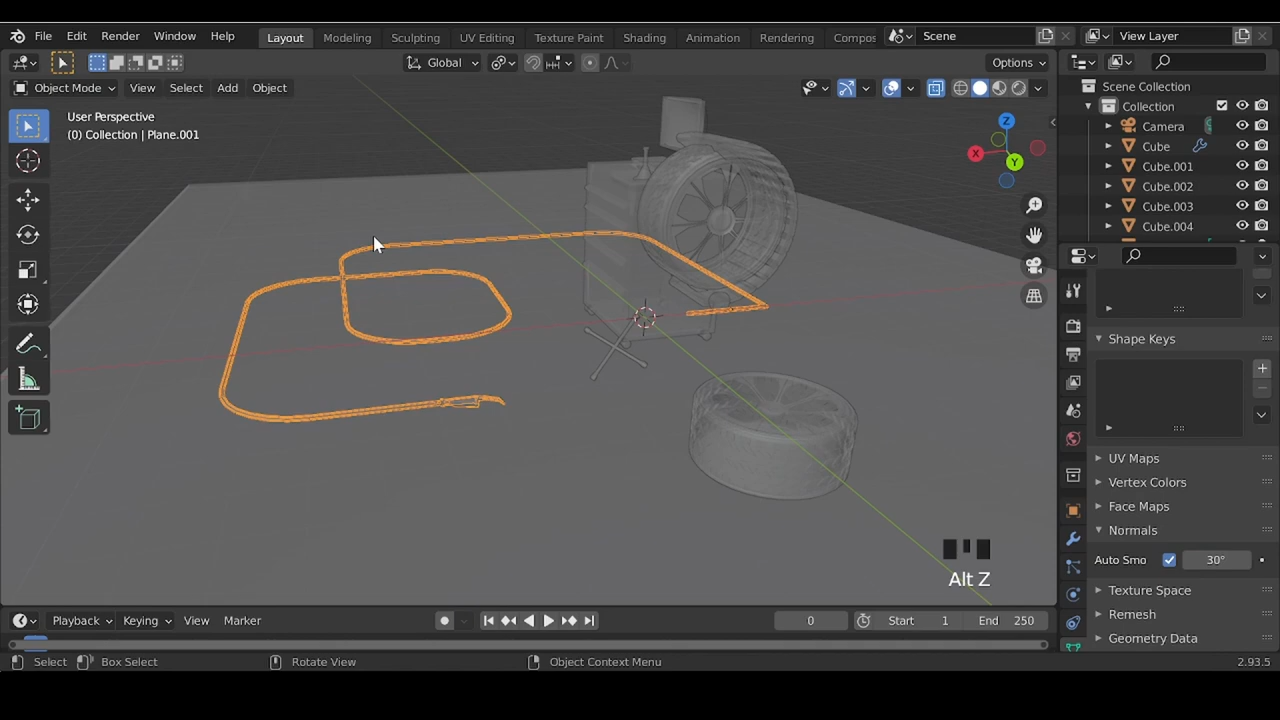 File Edit Render Window Help Layout Modeling Sculpting UV Editing Texture Paint Shading Animation Rendering Compos Scene View Layer
Global Options
Object Mode View Select Add Object
User Perspective
(0) Collection | Plane.001
Scene Collection
Collection
Camera
Cube
Cube.001
Cube.002
Cube.003
Cube.004
Z
X
Y
Shape Keys
UV Maps
Vertex Colors
Face Maps
Normals
Auto Smo 30°
Texture Space
Remesh
Geometry Data
Alt Z
Playback Keying View Marker 0 Start 1 End 250
Select Box Select Rotate View Object Context Menu 2.93.5